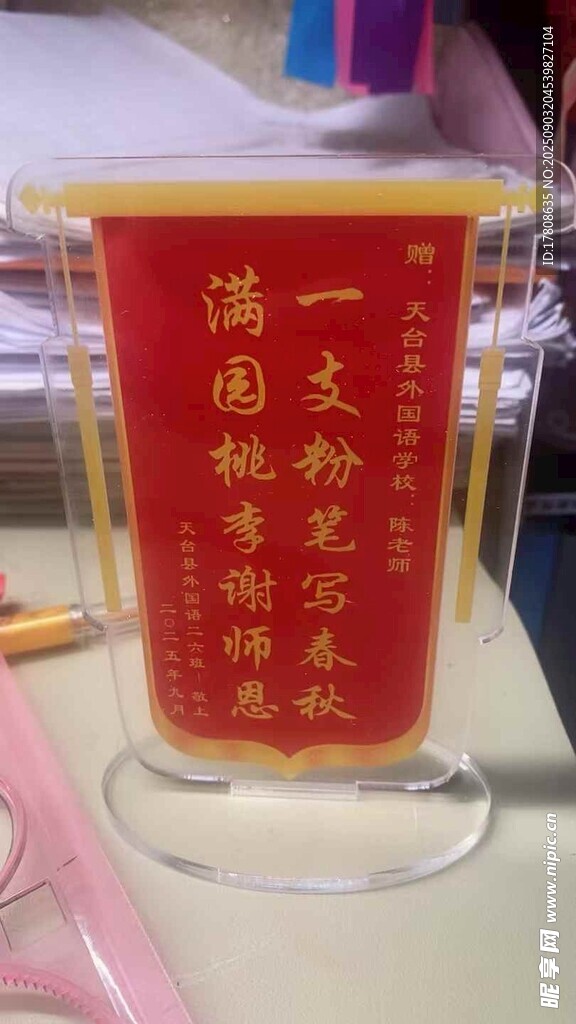 赠：天台县外国语学校：陈老师
一支粉笔写春秋
满园桃李谢师恩
天台县外国语二六班－敬上
二〇二五年九月
ID:17808635 NO:20250903204539827104
昵享网 www.nipic.cn